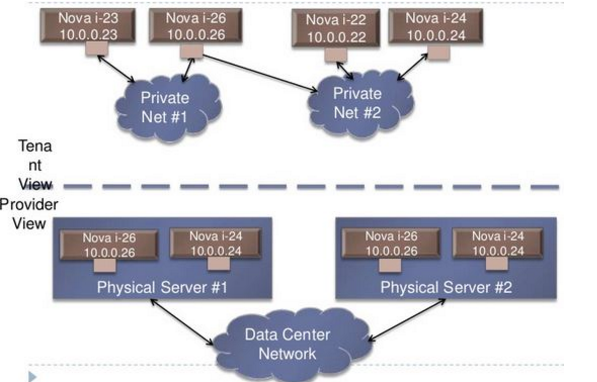 Nova i-23
10.0.0.23
Nova i-26
10.0.0.26
Nova i-22
10.0.0.22
Nova i-24
10.0.0.24
Private
Net #1
Private
Net #2
Tena
nt
View
Provider
View
Nova i-26
10.0.0.26
Nova i-24
10.0.0.24
Physical Server #1
Nova i-26
10.0.0.26
Nova i-24
10.0.0.24
Physical Server #2
Data Center
Network